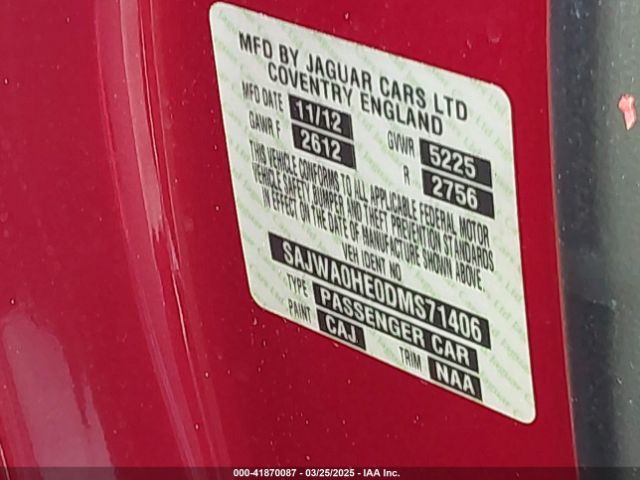 MFD BY JAGUAR CARS LTD
COVENTRY ENGLAND
MFD DATE 11/12 GVWR 5225
GAWR F 2612 R 2756
THIS VEHICLE CONFORMS TO ALL APPLICABLE FEDERAL MOTOR
VEHICLE SAFETY BUMPER AND THEFT PREVENTION STANDARDS
IN EFFECT ON THE DATE OF MANUFACTURE SHOWN ABOVE.
VEH IDENT NO
SAJWA0HE0DMS71406
TYPE PASSENGER CAR
PAINT CAJ TRIM NAA
000-41870087 - 03/25/2025 - IAA Inc.